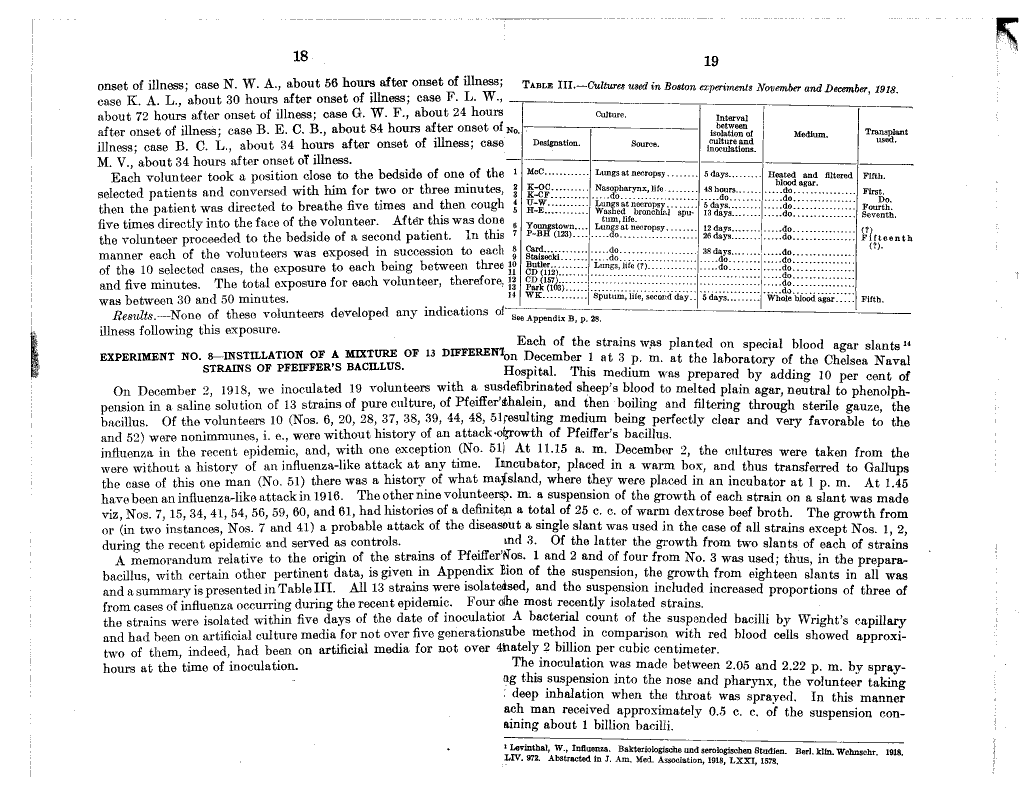 18
onset of illness; case N. W. A., about 56 hours after onset of illness;
case K. A. L., about 30 hours after onset of illness; case F. L. W.,
about 72 hours after onset of illness; case G. W. F., about 24 hours
after onset of illness; case B. E. C. B., about 84 hours after onset of
illness; case B. C. L., about 34 hours after onset of illness; case
M. V., about 34 hours after onset of illness.
Each volunteer took a position close to the bedside of one of the
selected patients and conversed with him for two or three minutes,
then the patient was directed to breathe five times and then cough
five times directly into the face of the volunteer. After this was done
the volunteer proceeded to the bedside of a second patient. In this
manner each of the volunteers was exposed in succession to each
of the 10 selected cases, the exposure to each being between three
and five minutes. The total exposure for each volunteer, therefore,
was between 30 and 50 minutes.
Results.—None of these volunteers developed any indications of
illness following this exposure.
EXPERIMENT NO. 8—INSTILLATION OF A MIXTURE OF 13 DIFFERENT
STRAINS OF PFEIFFER'S BACILLUS.
On December 2, 1918, we inoculated 19 volunteers with a sus
pension in a saline solution of 13 strains of pure culture, of Pfeiffer's
bacillus. Of the volunteers 10 (Nos. 6, 20, 28, 37, 38, 39, 44, 48, 51
and 52) were nonimmunes, i. e., were without history of an attack o
influenza in the recent epidemic, and, with one exception (No. 51)
were without a history of an influenza-like attack at any time. I
the case of this one man (No. 51) there was a history of what ma
have been an influenza-like attack in 1916. The other nine volunteers
viz, Nos. 7, 15, 34, 41, 54, 56, 59, 60, and 61, had histories of a definite
or (in two instances, Nos. 7 and 41) a probable attack of the disease
during the recent epidemic and served as controls.
A memorandum relative to the origin of the strains of Pfeiffer'
bacillus, with certain other pertinent data, is given in Appendix
and a summary is presented in Table III. All 13 strains were isolated
from cases of influenza occurring during the recent epidemic. Four o
the strains were isolated within five days of the date of inoculatio
and had been on artificial culture media for not over five generations
two of them, indeed, had been on artificial media for not over 4
hours at the time of inoculation.
19
TABLE III.—Cultures used in Boston experiments November and December, 1918.
No. Culture. Interval between isolation of culture and inoculations. Medium. Transplant used.
Designation. Source.
1 McC Lungs at necropsy 5 days Heated and filtered blood agar. Fifth.
2 K-OC Nasopharynx, life 48 hours do First.
3 K-CF do do do Do.
4 U-W Lungs at necropsy 5 days do Fourth.
5 H-E Washed bronchial sputum, life. 13 days do Seventh.
6 Youngstown Lungs at necropsy 12 days do (?)
7 P-BH (123) do 26 days do Fifteenth (?).
8 Card do 38 days do
9 do do do
10 Butler Lungs, life (?) do do
11 CD (112) do
12 CD (157) do
13 Park (103) do
14 WK Sputum, life, second day 5 days Whole blood agar Fifth.
See Appendix B, p. 28.
Each of the strains was planted on special blood agar slants 14
on December 1 at 3 p. m. at the laboratory of the Chelsea Naval
Hospital. This medium was prepared by adding 10 per cent of
defibrinated sheep's blood to melted plain agar, neutral to phenolph-
thalein, and then boiling and filtering through sterile gauze, the
resulting medium being perfectly clear and very favorable to the
growth of Pfeiffer's bacillus.
At 11.15 a. m. December 2, the cultures were taken from the
incubator, placed in a warm box, and thus transferred to Gallups
Island, where they were placed in an incubator at 1 p. m. At 1.45
p. m. a suspension of the growth of each strain on a slant was made
n a total of 25 c. c. of warm dextrose beef broth. The growth from
out a single slant was used in the case of all strains except Nos. 1, 2,
and 3. Of the latter the growth from two slants of each of strains
Nos. 1 and 2 and of four from No. 3 was used; thus, in the prepara-
ion of the suspension, the growth from eighteen slants in all was
used, and the suspension included increased proportions of three of
he most recently isolated strains.
A bacterial count of the suspended bacilli by Wright's capillary
ube method in comparison with red blood cells showed approxi-
mately 2 billion per cubic centimeter.
The inoculation was made between 2.05 and 2.22 p. m. by spray-
ng this suspension into the nose and pharynx, the volunteer taking
deep inhalation when the throat was sprayed. In this manner
ach man received approximately 0.5 c. c. of the suspension con-
aining about 1 billion bacilli.
1 Levinthal, W., Influenza. Bakteriologische und serologischen Studien. Berl. klin. Wehnschr. 1918.
LIV. 972. Abstracted in J. Am. Med. Association, 1918, LXXI, 1578.